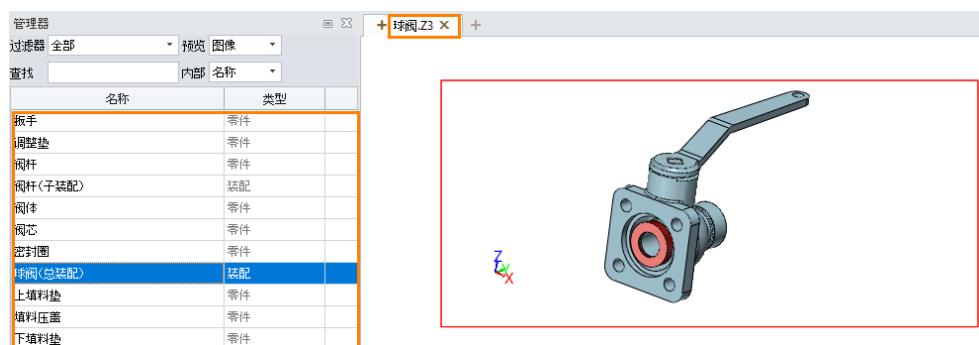 管理器
过滤器 全部 预览 图像
查找 内部 名称
名称 类型
扳手 零件
调整垫 零件
阀杆 零件
阀杆(子装配) 装配
阀体 零件
阀芯 零件
密封圈 零件
球阀(总装配) 装配
上填料垫 零件
填料压盖 零件
下填料垫 零件
球阀.Z3
Z
Y
X